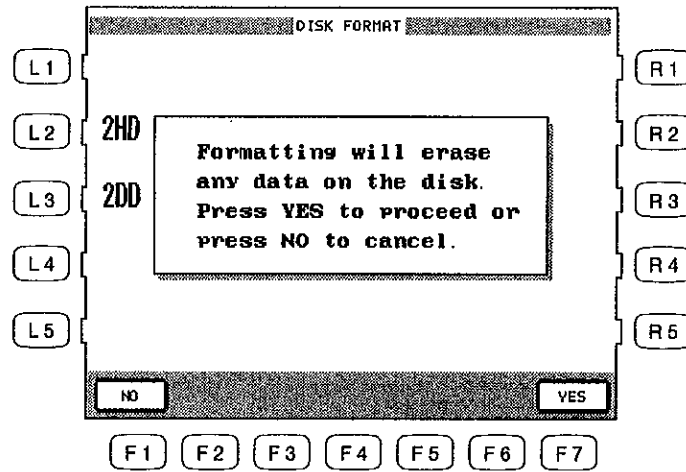 DISK FORMAT
L1
R1
L2
2HD
R2
Formatting will erase
any data on the disk.
L3
2DD
R3
Press YES to proceed or
press NO to cancel.
L4
R4
L5
R5
NO
YES
F1 F2 F3 F4 F5 F6 F7